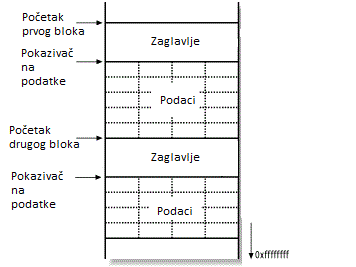 Početak
prvog bloka
Zaglavlje
Pokazivač
na
podatke
Podaci
Početak
drugog bloka
Zaglavlje
Pokazivač
na
podatke
Podaci
0xffffffff